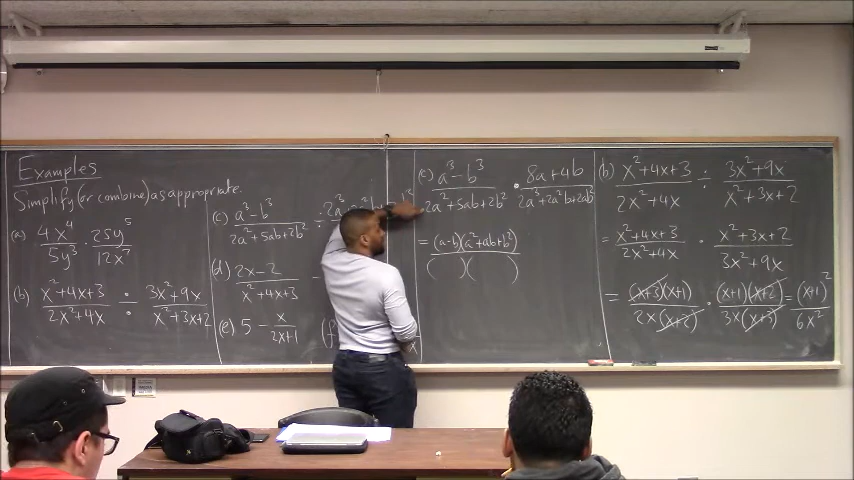 Examples
Simplify (or combine) as appropriate.
(a) 4x⁴/5y³ · 25y⁵/12x⁷
(b) x²+4x+3/2x²+4x ÷ 3x²+9x/x²+3x+2
(c) a³-b³/2a²+5ab+2b² ÷ 2a³
(d) 2x-2/x²+4x+3 -
(e) 5 - x/2x+1
(c) a³-b³/2a²+5ab+2b² · 8a+4b/2a³+2a²b+2ab²
= (a-b)(a²+ab+b²)/( )( )
(b) x²+4x+3/2x²+4x ÷ 3x²+9x/x²+3x+2
= x²+4x+3/2x²+4x · x²+3x+2/3x²+9x
= (x+3)(x+1)/2x(x+2) · (x+1)(x+2)/3x(x+3) = (x+1)²/6x²